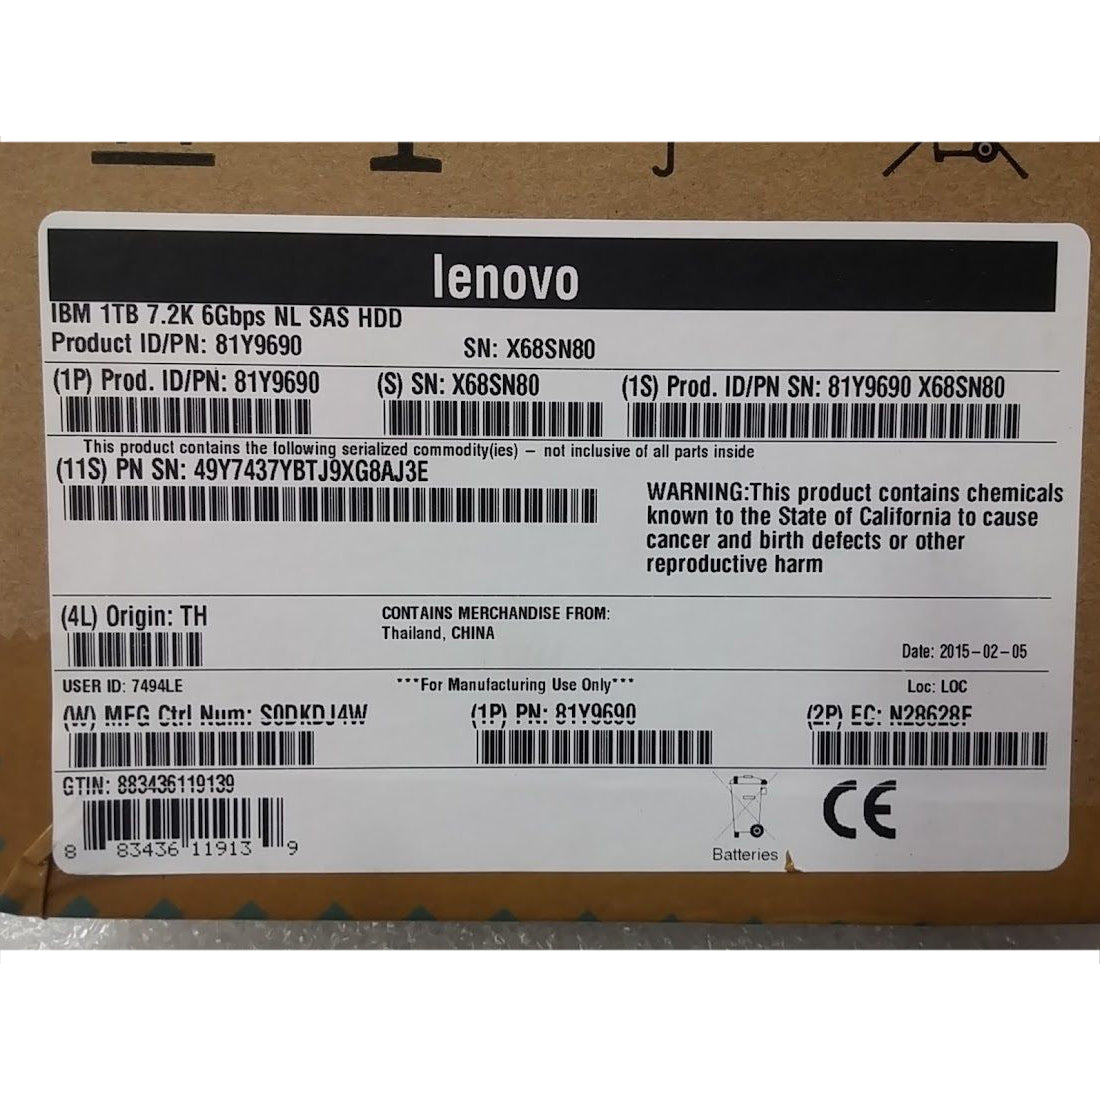 lenovo
IBM 1TB 7.2K 6Gbps NL SAS HDD
Product ID/PN: 81Y9690 SN: X68SN80
(1P) Prod. ID/PN: 81Y9690 (S) SN: X68SN80 (1S) Prod. ID/PN SN: 81Y9690 X68SN80
This product contains the following serialized commodity(ies) – not inclusive of all parts inside
(11S) PN SN: 49Y7437YBTJ9XG8AJ3E
WARNING:This product contains chemicals
known to the State of California to cause
cancer and birth defects or other
reproductive harm
(4L) Origin: TH
CONTAINS MERCHANDISE FROM:
Thailand, CHINA
Date: 2015-02-05
USER ID: 7494LE ***For Manufacturing Use Only*** Loc: LOC
(W) MFG Ctrl Num: S0DKDJ4W (1P) PN: 81Y9690 (2P) EC: N28628F
GTIN: 883436119139
8 83436 11913 9
CE
Batteries